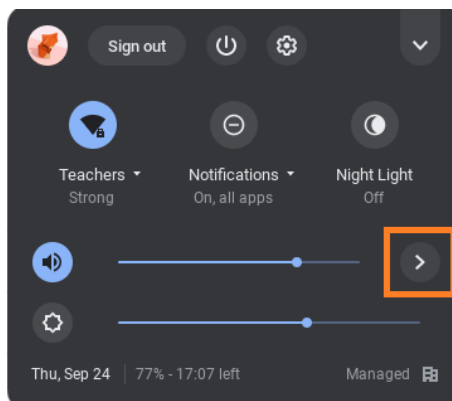 Sign out
Teachers Notifications Night Light
Strong On, all apps Off
Thu, Sep 24 77% - 17:07 left Managed